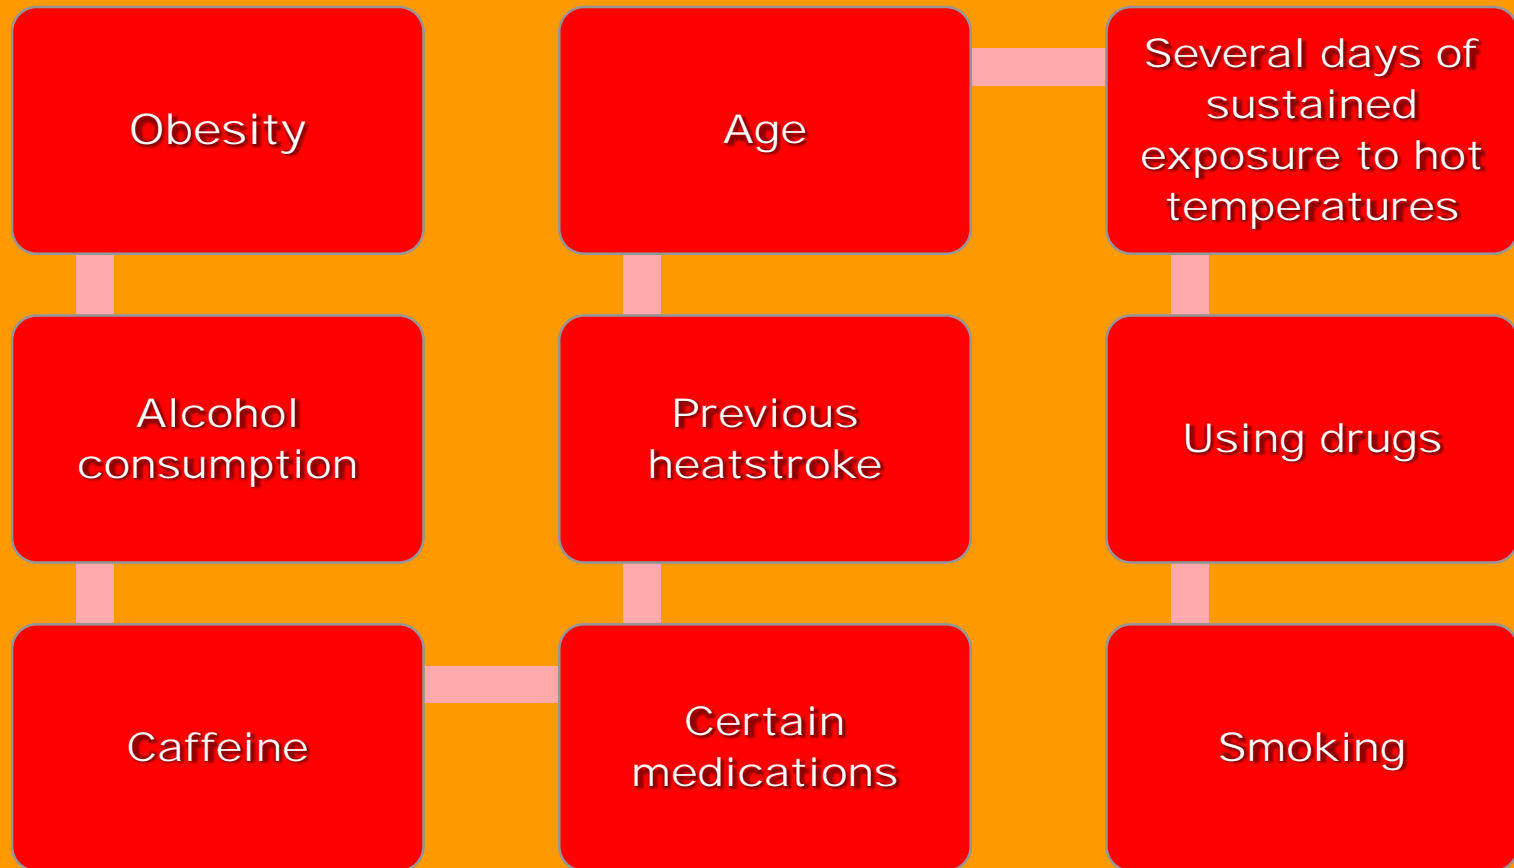 Obesity
Alcohol
consumption
Caffeine
Certain
medications
Previous
heatstroke
Age
Several days of
sustained
exposure to hot
temperatures
Using drugs
Smoking